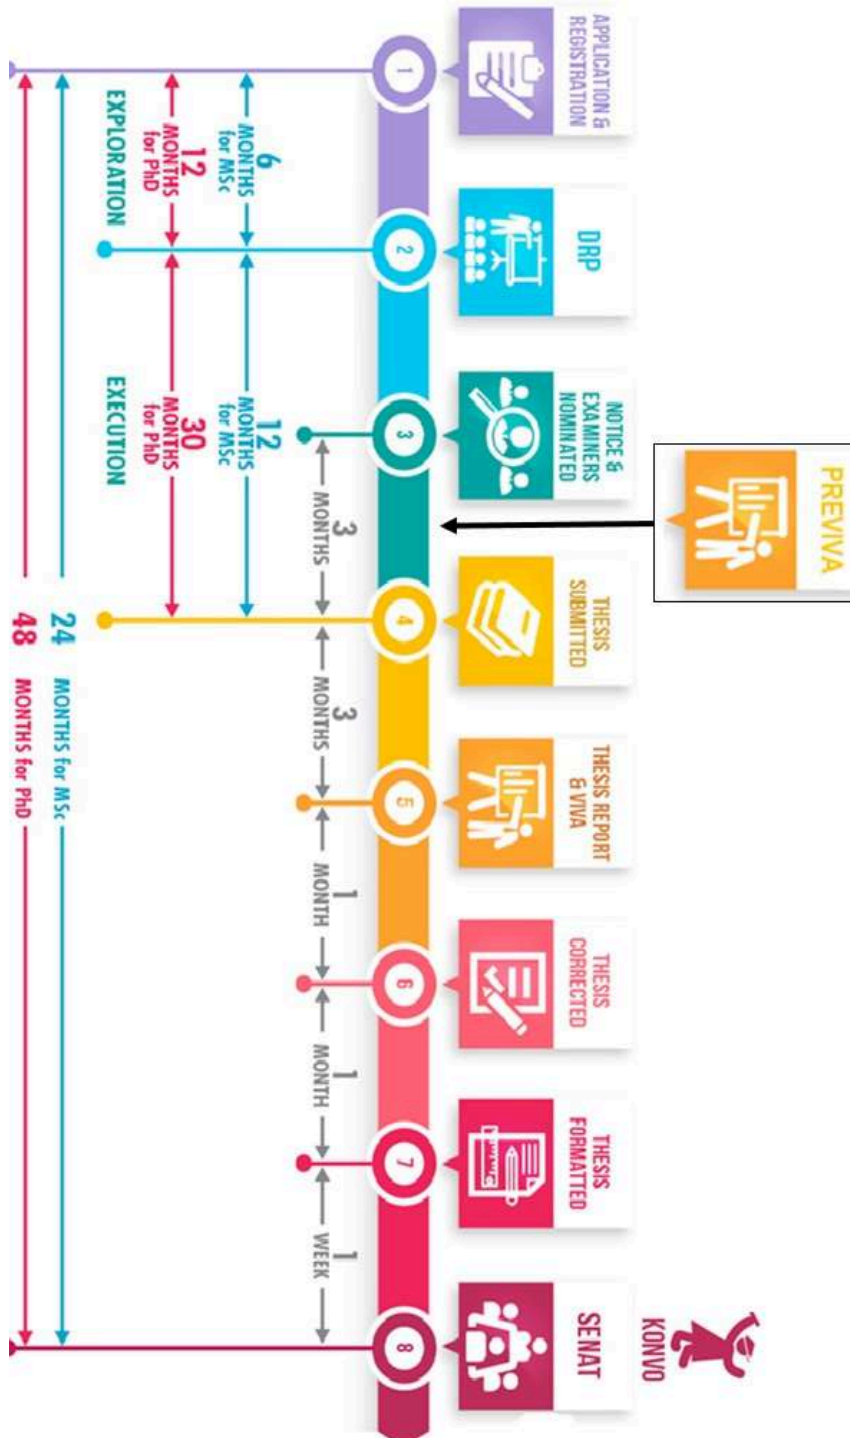 APPLICATION &
REGISTRATION
DRP
NOTICE &
EXAMINERS
NOMINATED
PREVIVA
THESIS
SUBMITTED
THESIS REPORT
& VIVA
THESIS
CORRECTED
THESIS
FORMATTED
SENAT
KONVO
1
2
3
4
5
6
7
8
3
MONTHS
3
MONTHS
1
MONTH
1
MONTH
1
WEEK
6
MONTHS
for MSc
12
MONTHS
for MSc
12
MONTHS
for PhD
30
MONTHS
for PhD
EXPLORATION
EXECUTION
24 MONTHS for MSc
48 MONTHS for PhD